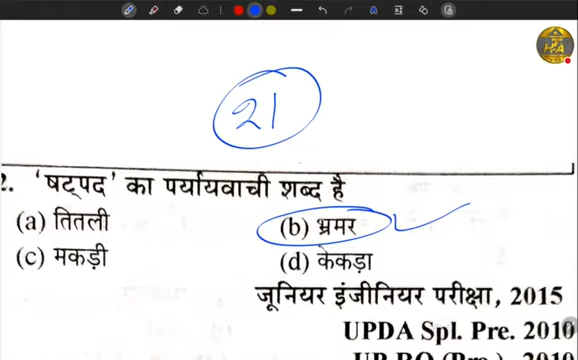 21
2. 'षट्पद' का पर्यायवाची शब्द है
(a) तितली (b) भ्रमर
(c) मकड़ी (d) केकड़ा
जूनियर इंजीनियर परीक्षा, 2015
UPDA Spl. Pre. 2010